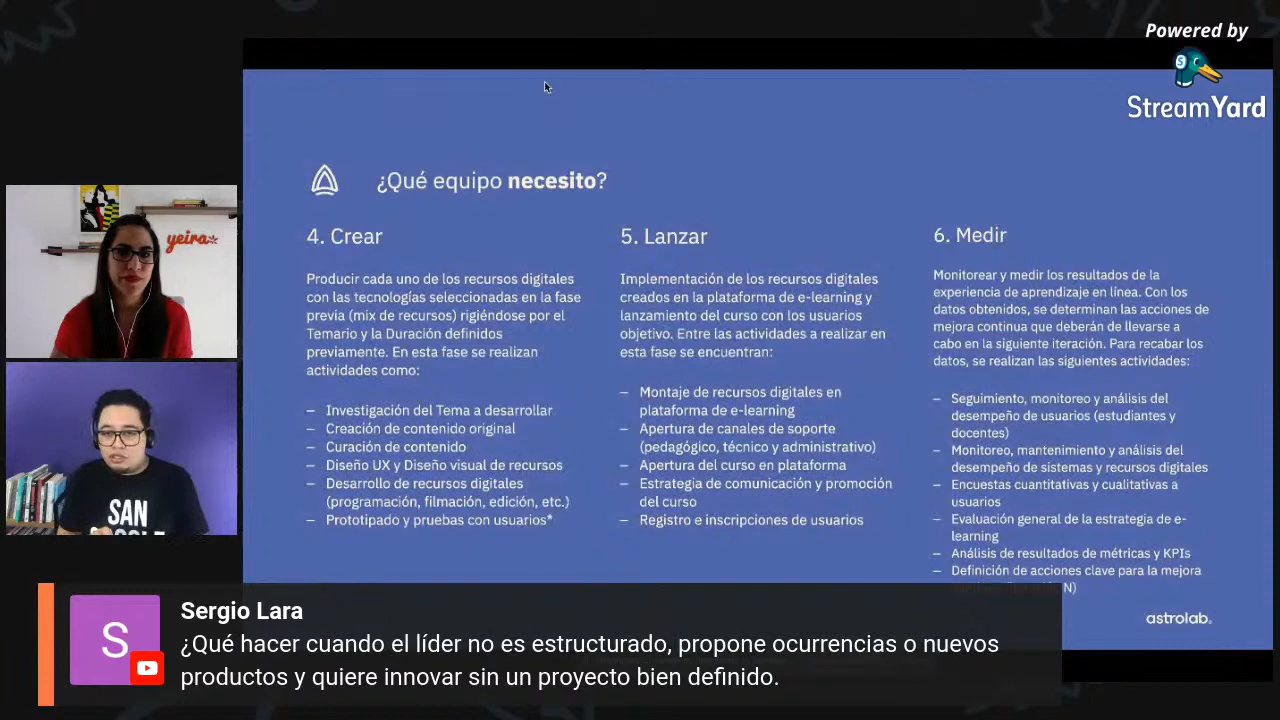 Powered by
StreamYard
¿Qué equipo necesito?
4. Crear
Producir cada uno de los recursos digitales
con las tecnologías seleccionadas en la fase
previa (mix de recursos) rigiéndose por el
Temario y la Duración definidos
previamente. En esta fase se realizan
actividades como:
– Investigación del Tema a desarrollar
– Creación de contenido original
– Curación de contenido
– Diseño UX y Diseño visual de recursos
– Desarrollo de recursos digitales
(programación, filmación, edición, etc.)
– Prototipado y pruebas con usuarios*
5. Lanzar
Implementación de los recursos digitales
creados en la plataforma de e-learning y
lanzamiento del curso con los usuarios
objetivo. Entre las actividades a realizar en
esta fase se encuentran:
– Montaje de recursos digitales en
plataforma de e-learning
– Apertura de canales de soporte
(pedagógico, técnico y administrativo)
– Apertura del curso en plataforma
– Estrategia de comunicación y promoción
del curso
– Registro e inscripciones de usuarios
6. Medir
Monitorear y medir los resultados de la
experiencia de aprendizaje en línea. Con los
datos obtenidos, se determinan las acciones de
mejora continua que deberán de llevarse a
cabo en la siguiente iteración. Para recabar los
datos, se realizan las siguientes actividades:
– Seguimiento, monitoreo y análisis del
desempeño de usuarios (estudiantes y
docentes)
– Monitoreo, mantenimiento y análisis del
desempeño de sistemas y recursos digitales
– Encuestas cuantitativas y cualitativas a
usuarios
– Evaluación general de la estrategia de e-
learning
– Análisis de resultados de métricas y KPIs
– Definición de acciones clave para la mejora
N)
astrolab.
yeira
SAN
S
Sergio Lara
¿Qué hacer cuando el líder no es estructurado, propone ocurrencias o nuevos
productos y quiere innovar sin un proyecto bien definido.